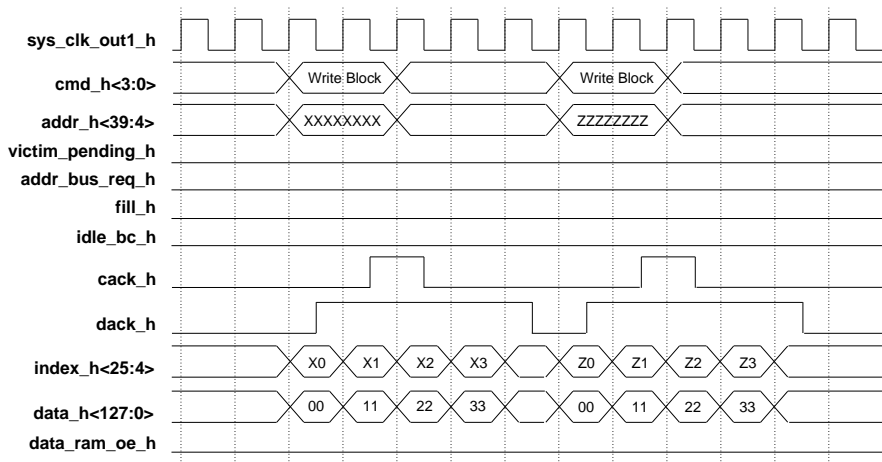 sys_clk_out1_h
cmd_h<3:0> Write Block Write Block
addr_h<39:4> XXXXXXXX ZZZZZZZZ
victim_pending_h
addr_bus_req_h
fill_h
idle_bc_h
cack_h
dack_h
index_h<25:4> X0 X1 X2 X3 Z0 Z1 Z2 Z3
data_h<127:0> 00 11 22 33 00 11 22 33
data_ram_oe_h